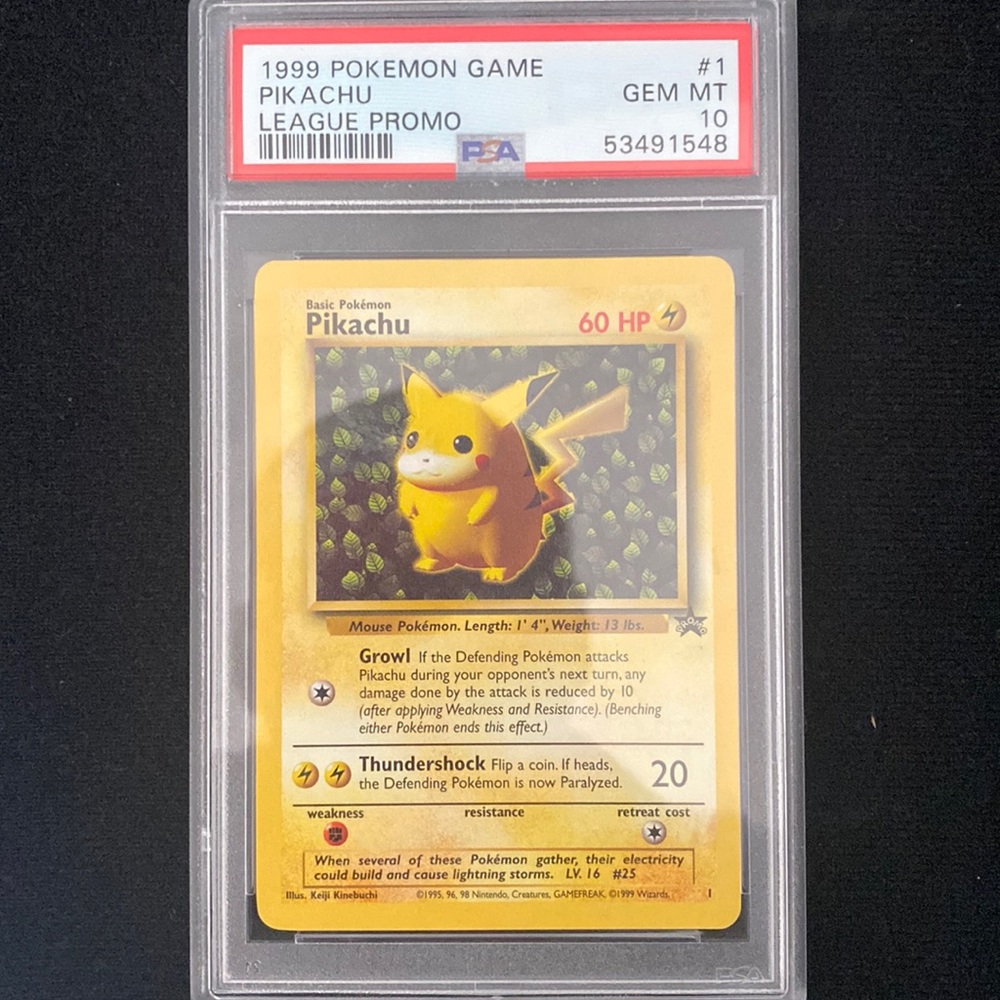 1999 POKEMON GAME #1
PIKACHU GEM MT
LEAGUE PROMO 10
PSA 53491548
Basic Pokémon
Pikachu 60 HP
Mouse Pokémon. Length: 1' 4", Weight: 13 lbs.
PROMO
Growl If the Defending Pokémon attacks
Pikachu during your opponent's next turn, any
damage done by the attack is reduced by 10
(after applying Weakness and Resistance). (Benching
either Pokémon ends this effect.)
Thundershock Flip a coin. If heads,
the Defending Pokémon is now Paralyzed. 20
weakness resistance retreat cost
When several of these Pokémon gather, their electricity
could build and cause lightning storms. LV. 16 #25
Illus. Keiji Kinebuchi ©1995, 96, 98 Nintendo, Creatures, GAMEFREAK. ©1999 Wizards. 1
PSA